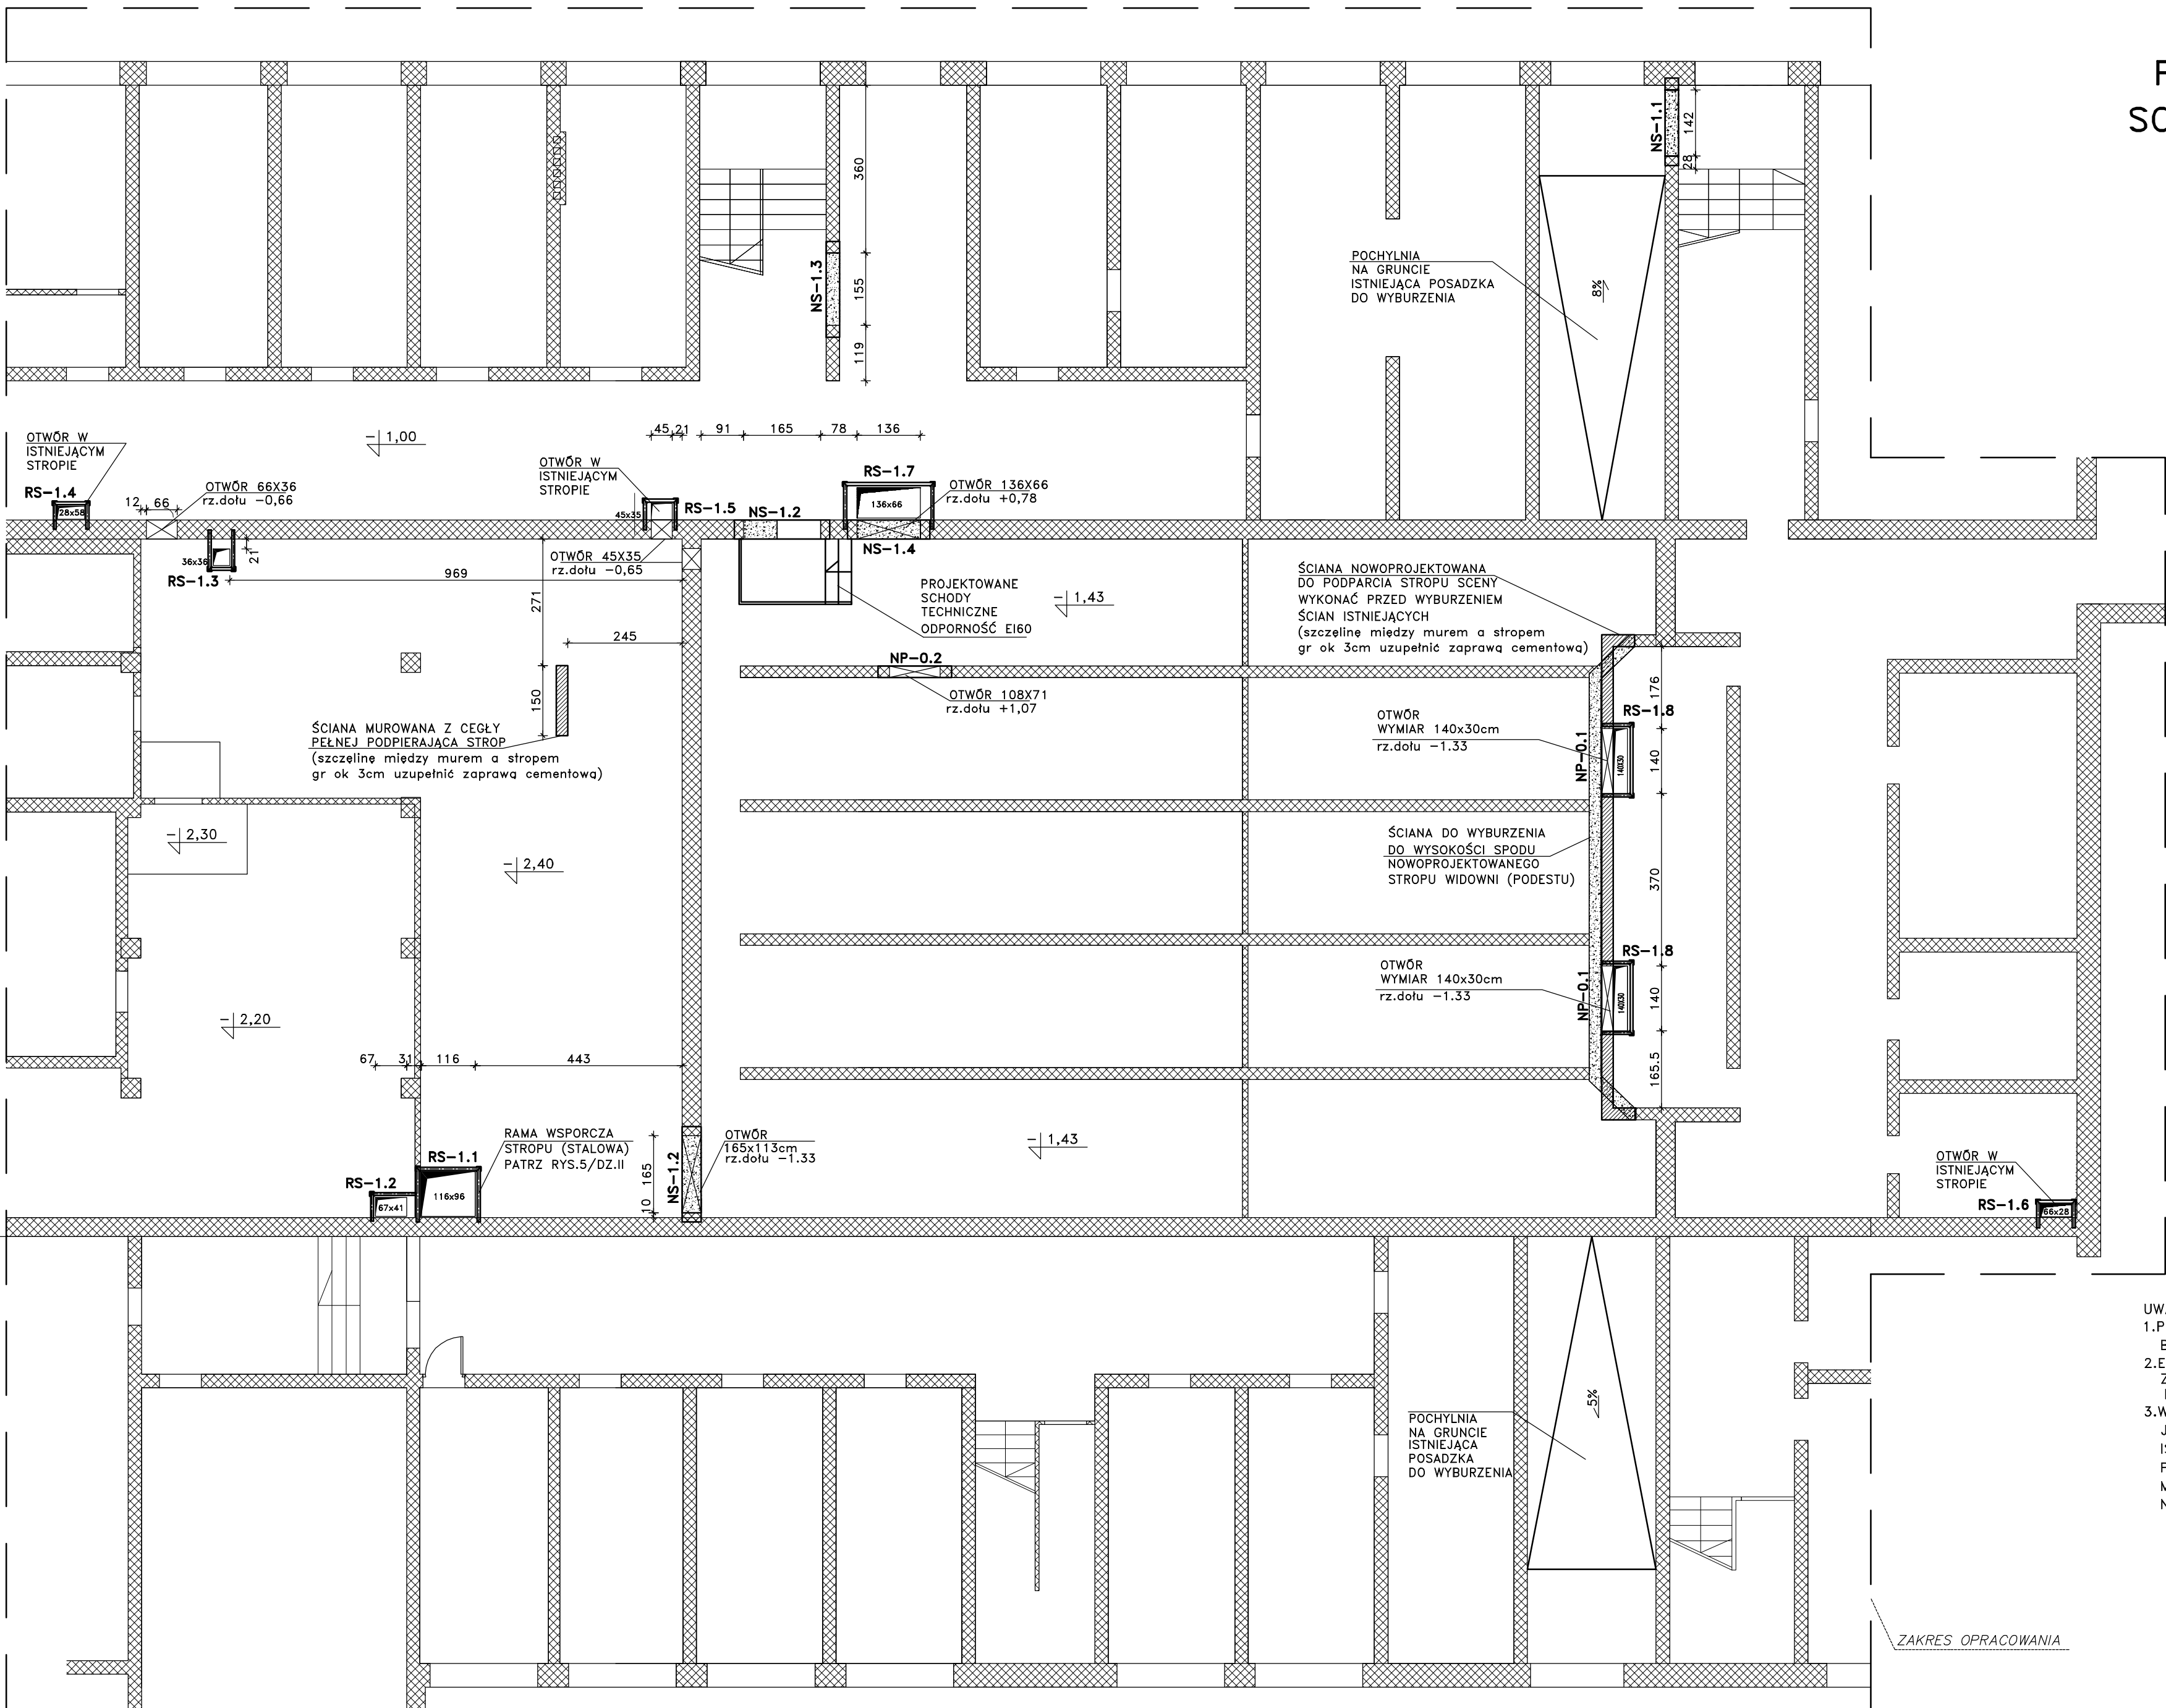 NS-1.1
142
28
360
155
119
NS-1.3
POCHYLNIA
NA GRUNCIE
ISTNIEJĄCA POSADZKA
DO WYBURZENIA
8%
OTWÓR W
ISTNIEJĄCYM
STROPIE
RS-1.4
28x58
12
66
OTWÓR 66X36
rz.dołu -0,66
- 1,00
OTWÓR W
ISTNIEJĄCYM
STROPIE
45
21
91
165
78
136
45x35
RS-1.5
NS-1.2
RS-1.7
136x66
OTWÓR 136X66
rz.dołu +0,78
NS-1.4
36x36
21
RS-1.3
OTWÓR 45X35
rz.dołu -0,65
969
271
245
150
PROJEKTOWANE
SCHODY
TECHNICZNE
ODPORNOŚĆ EI60
- 1,43
ŚCIANA NOWOPROJEKTOWANA
DO PODPARCIA STROPU SCENY
WYKONAĆ PRZED WYBURZENIEM
ŚCIAN ISTNIEJĄCYCH
(szczęlinę między murem a stropem
gr ok 3cm uzupełnić zaprawą cementową)
NP-0.2
OTWÓR 108X71
rz.dołu +1,07
ŚCIANA MUROWANA Z CEGŁY
PEŁNEJ PODPIERAJĄCA STROP
(szczęlinę między murem a stropem
gr ok 3cm uzupełnić zaprawą cementową)
OTWÓR
WYMIAR 140x30cm
rz.dołu -1.33
NP-0.1
RS-1.8
140X30
176
140
370
140
165.5
- 2,30
- 2,40
- 2,20
ŚCIANA DO WYBURZENIA
DO WYSOKOŚCI SPODU
NOWOPROJEKTOWANEGO
STROPU WIDOWNI (PODESTU)
OTWÓR
WYMIAR 140x30cm
rz.dołu -1.33
NP-0.1
RS-1.8
140X30
67
31
116
443
RAMA WSPORCZA
STROPU (STALOWA)
PATRZ RYS.5/DZ.II
RS-1.1
116x96
RS-1.2
67x41
165
10
NS-1.2
OTWÓR
165x113cm
rz.dołu -1.33
- 1,43
OTWÓR W
ISTNIEJĄCYM
STROPIE
RS-1.6
66x28
POCHYLNIA
NA GRUNCIE
ISTNIEJĄCA
POSADZKA
DO WYBURZENIA
5%
ZAKRES OPRACOWANIA